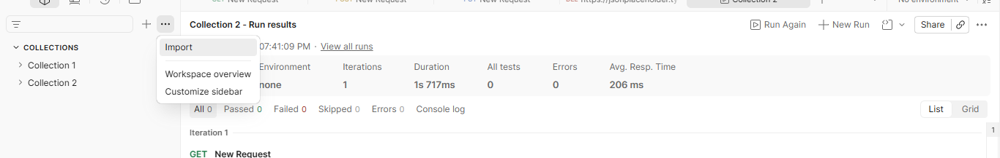 GET New Request POST New Request PUT New Request DEL https://jsonplaceholder.ty Collection 2 No environment
Collection 2 - Run results Run Again New Run Share
Import 07:41:09 PM · View all runs
COLLECTIONS
Collection 1
Collection 2
Workspace overview
Customize sidebar
Environment Iterations Duration All tests Errors Avg. Resp. Time
none 1 1s 717ms 0 0 206 ms
All 0 Passed 0 Failed 0 Skipped 0 Errors 0 Console log List Grid
Iteration 1 1
GET New Request